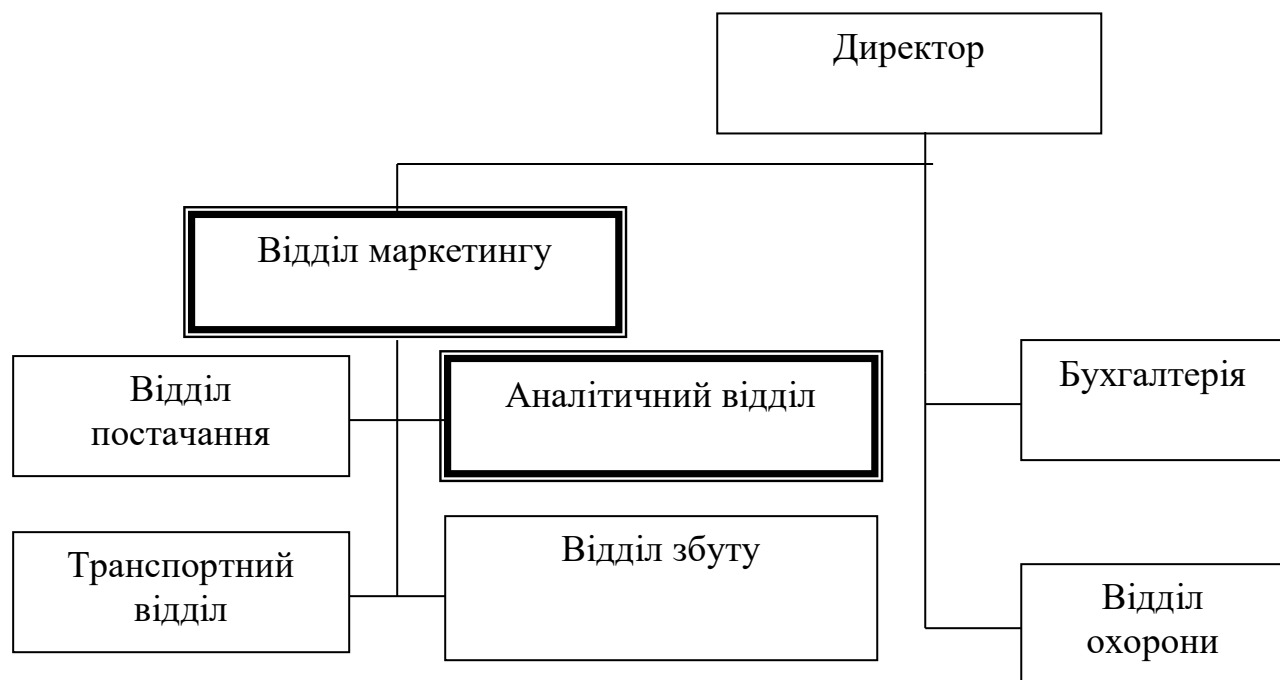 Директор
Відділ маркетингу
Відділ
постачання
Аналітичний відділ
Бухгалтерія
Транспортний
відділ
Відділ збуту
Відділ
охорони